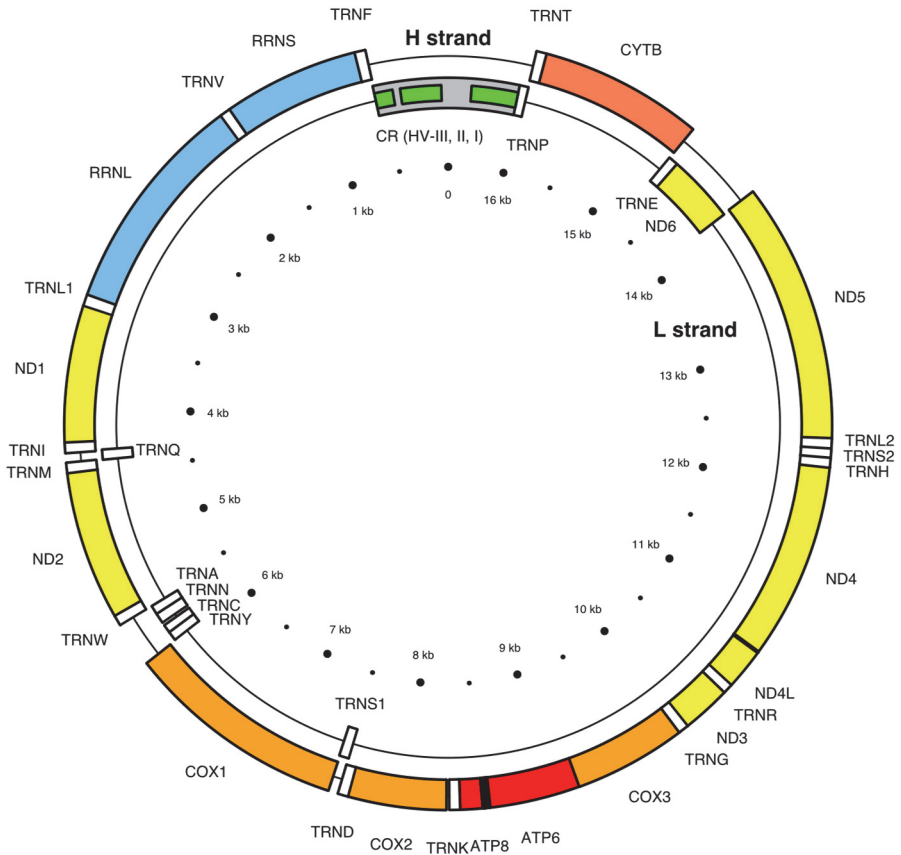 TRNF
H strand
TRNT
RRNS
CYTB
TRNV
CR (HV-III, II, I)
TRNP
RRNL
0
16 kb
1 kb
TRNE
ND6
15 kb
2 kb
14 kb
TRNL1
ND5
3 kb
L strand
ND1
13 kb
4 kb
TRNI
TRNQ
TRNL2
TRNS2
TRNM
TRNH
12 kb
5 kb
ND2
11 kb
TRNA
6 kb
ND4
TRNN
TRNC
10 kb
TRNY
TRNW
7 kb
8 kb
9 kb
ND4L
TRNS1
TRNR
ND3
TRNG
COX1
COX3
TRND
COX2
TRNK
ATP8
ATP6